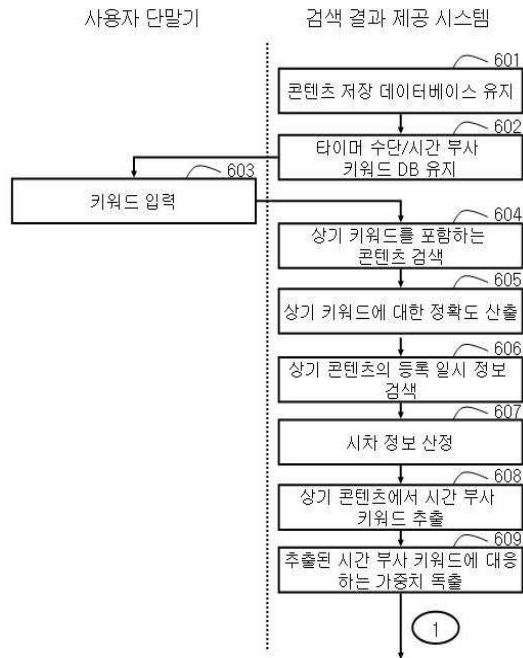 사용자 단말기
검색 결과 제공 시스템
601
콘텐츠 저장 데이터베이스 유지
602
타이머 수단/시간 부사
키워드 DB 유지
603
키워드 입력
604
상기 키워드를 포함하는
콘텐츠 검색
605
상기 키워드에 대한 정확도 산출
606
상기 콘텐츠의 등록 일시 정보
검색
607
시차 정보 산정
608
상기 콘텐츠에서 시간 부사
키워드 추출
609
추출된 시간 부사 키워드에 대응
하는 가중치 독출
1